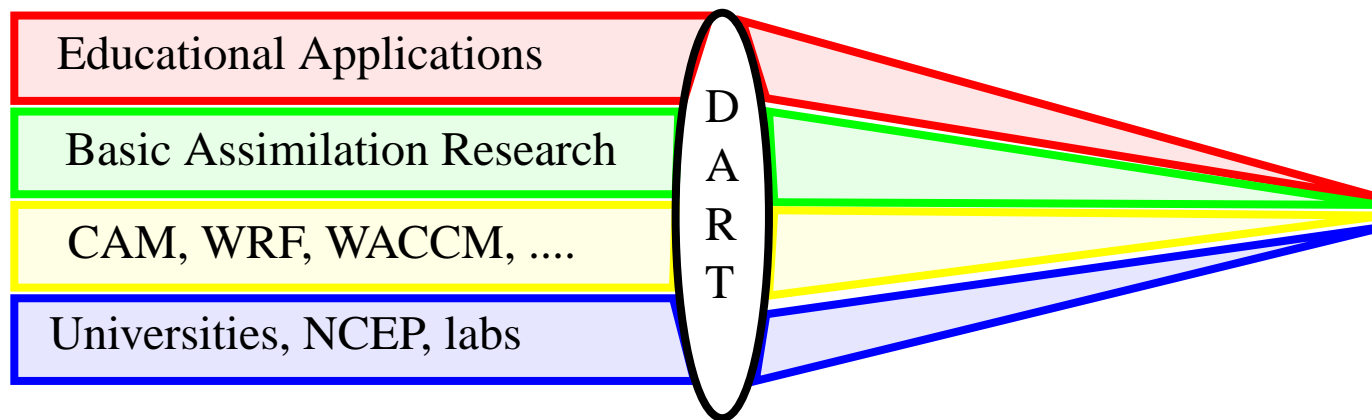 Educational Applications
Basic Assimilation Research
CAM, WRF, WACCM, ....
Universities, NCEP, labs
D
A
R
T